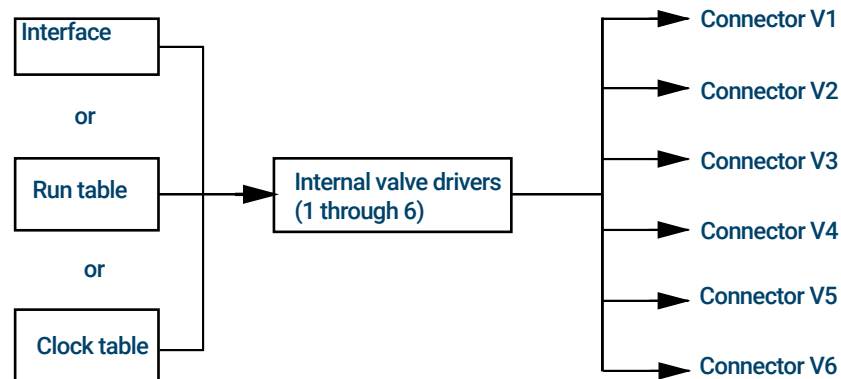 Interface
or
Run table
or
Clock table
Internal valve drivers
(1 through 6)
Connector V1
Connector V2
Connector V3
Connector V4
Connector V5
Connector V6